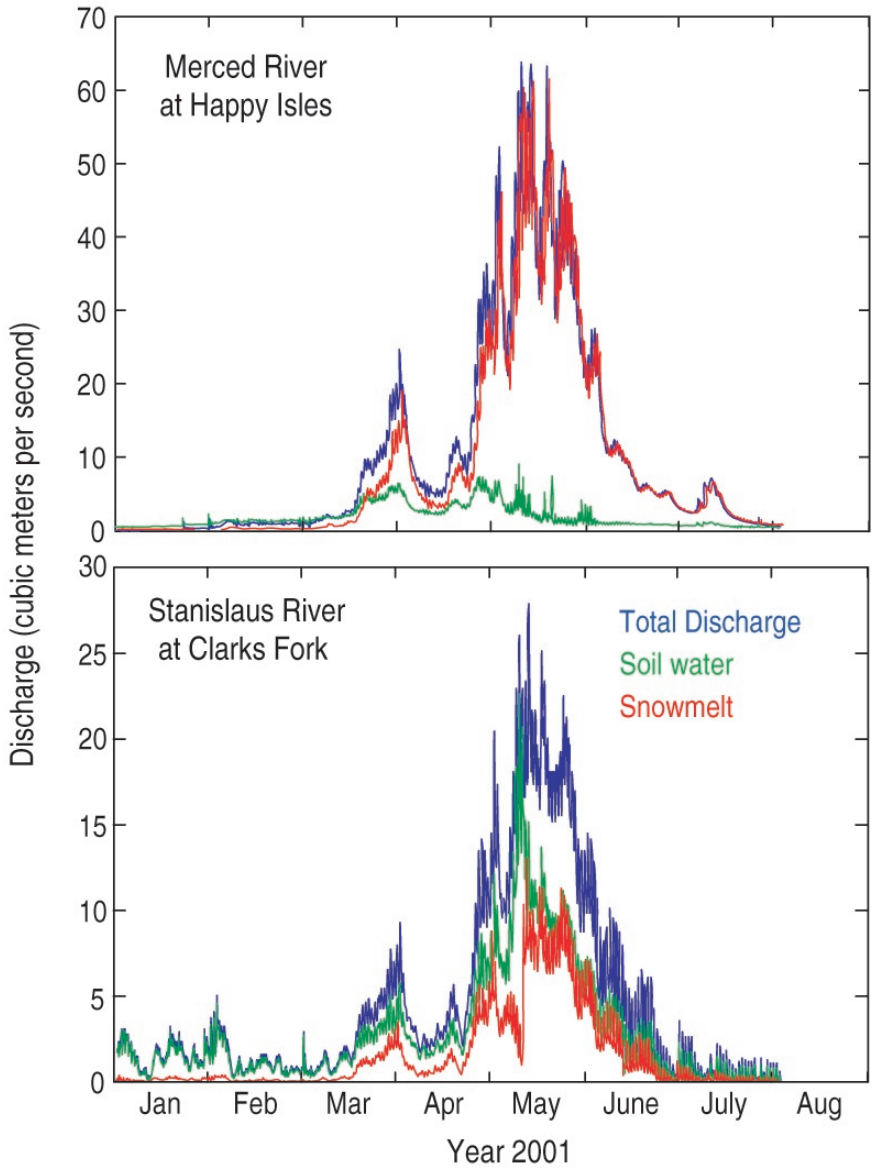 Discharge (cubic meters per second)
70
60
50
40
30
20
10
0
Merced River
at Happy Isles
30
25
20
15
10
5
0
Stanislaus River
at Clarks Fork
Total Discharge
Soil water
Snowmelt
Jan Feb Mar Apr May June July Aug
Year 2001